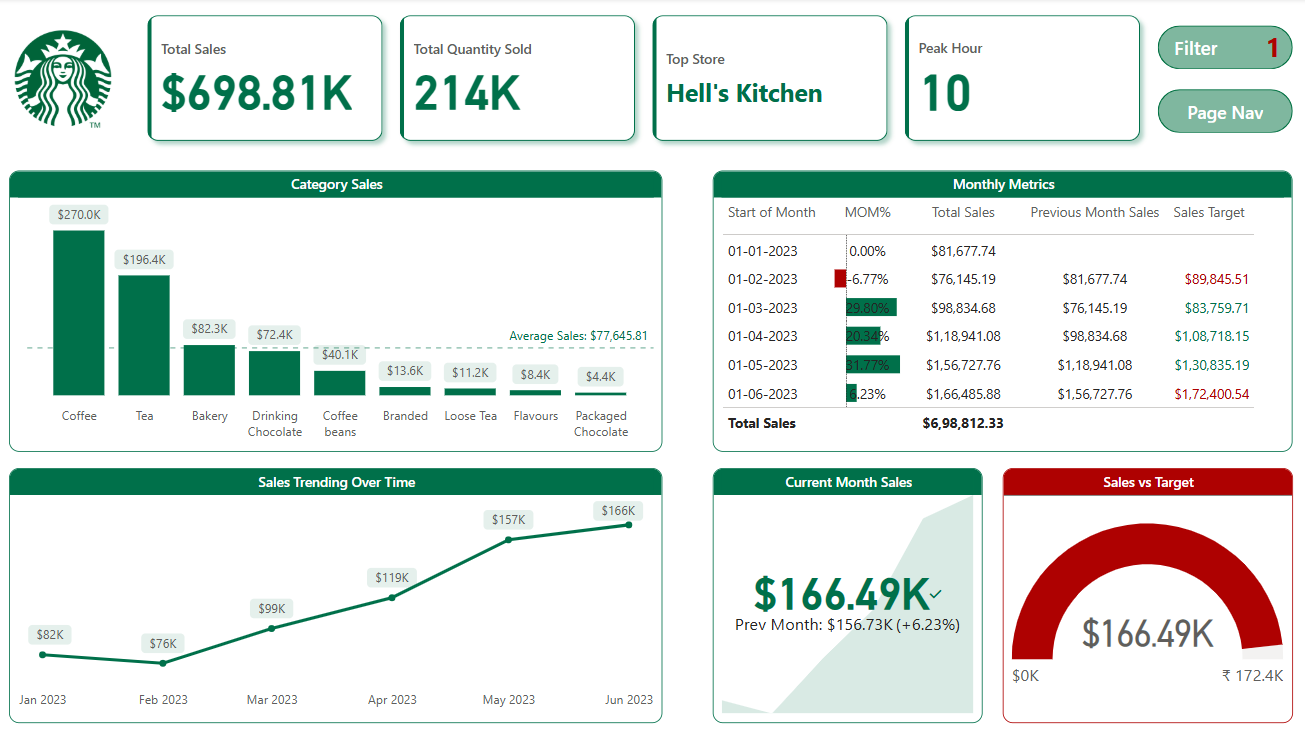 Total Sales
$698.81K
Total Quantity Sold
214K
Top Store
Hell's Kitchen
Peak Hour
10
Filter 1
Page Nav
TM
Category Sales
$270.0K
$196.4K
$82.3K
$72.4K
$40.1K
$13.6K
$11.2K
$8.4K
$4.4K
Average Sales: $77,645.81
Coffee
Tea
Bakery
Drinking
Chocolate
Coffee
beans
Branded
Loose Tea
Flavours
Packaged
Chocolate
Monthly Metrics
Start of Month MOM% Total Sales Previous Month Sales Sales Target
01-01-2023 0.00% $81,677.74
01-02-2023 -6.77% $76,145.19 $81,677.74 $89,845.51
01-03-2023 29.80% $98,834.68 $76,145.19 $83,759.71
01-04-2023 20.34% $1,18,941.08 $98,834.68 $1,08,718.15
01-05-2023 31.77% $1,56,727.76 $1,18,941.08 $1,30,835.19
01-06-2023 6.23% $1,66,485.88 $1,56,727.76 $1,72,400.54
Total Sales $6,98,812.33
Sales Trending Over Time
$82K
$76K
$99K
$119K
$157K
$166K
Jan 2023
Feb 2023
Mar 2023
Apr 2023
May 2023
Jun 2023
Current Month Sales
$166.49K✓
Prev Month: $156.73K (+6.23%)
Sales vs Target
$166.49K
$0K
₹ 172.4K